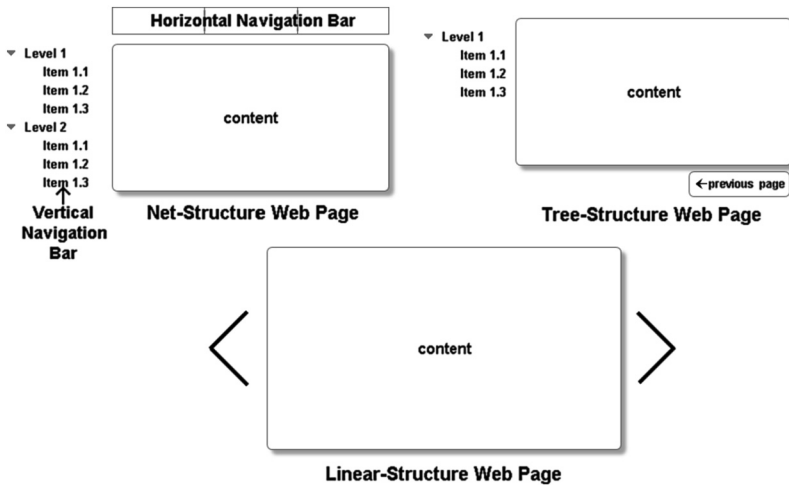 Horizontal Navigation Bar
Level 1
Item 1.1
Item 1.2
Item 1.3
Level 2
Item 1.1
Item 1.2
Item 1.3
Vertical
Navigation
Bar
content
Net-Structure Web Page
Level 1
Item 1.1
Item 1.2
Item 1.3
content
←previous page
Tree-Structure Web Page
content
Linear-Structure Web Page